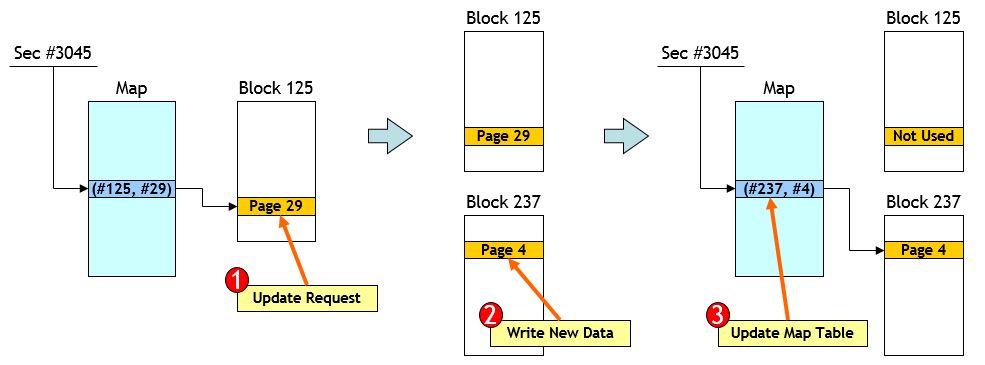 Sec #3045
Map
Block 125
(#125, #29)
Page 29
1
Update Request
Block 125
Page 29
Block 237
Page 4
2
Write New Data
Sec #3045
Map
(#237, #4)
3
Update Map Table
Block 125
Not Used
Block 237
Page 4